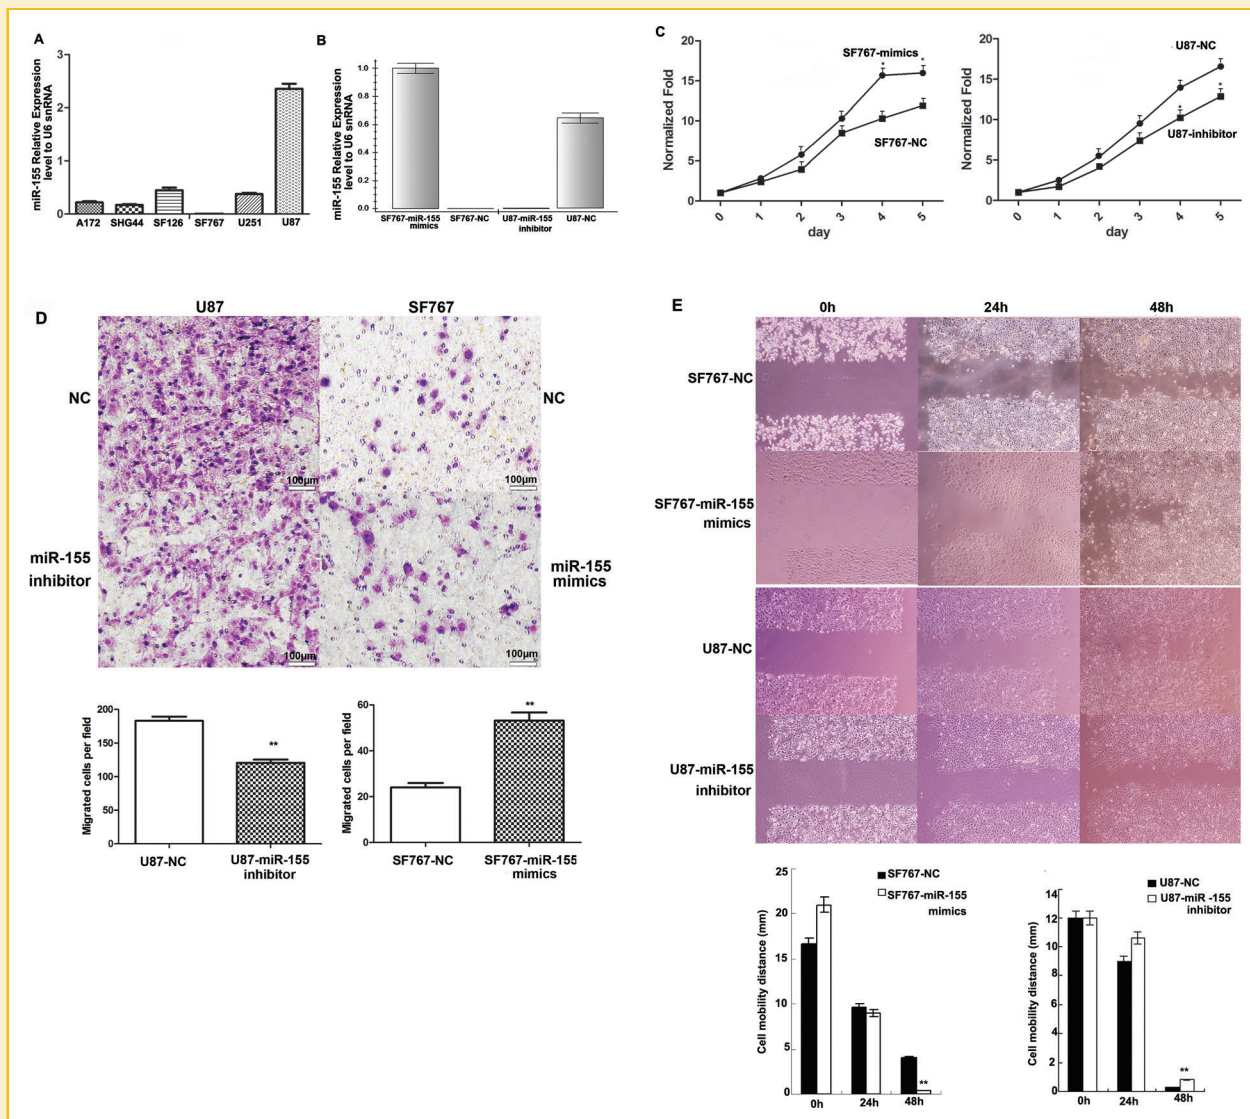 A
miR-155 Relative Expression
level to U6 snRNA
3
2
1
0
A172 SHG44 SF126 SF767 U251 U87
B
miR-155 Relative Expression
level to U6 snRNA
1.0
0.8
0.6
0.4
0.2
0.0
SF767-miR-155
mimics
SF767-NC
U87-miR-155
inhibitor
U87-NC
C
Normalized Fold
20
15
10
5
0
SF767-mimics
*
*
SF767-NC
0 1 2 3 4 5
day
Normalized Fold
20
15
10
5
0
U87-NC
*
*
U87-inhibitor
0 1 2 3 4 5
day
D
U87 SF767
NC
NC
100µm
100µm
miR-155
inhibitor
miR-155
mimics
100µm
100µm
Migrated cells per field
200
150
100
50
0
**
U87-NC
U87-miR-155
inhibitor
Migrated cells per field
60
40
20
0
**
SF767-NC
SF767-miR-155
mimics
E
0h 24h 48h
SF767-NC
SF767-miR-155
mimics
U87-NC
U87-miR-155
inhibitor
Cell mobility distance (mm)
25
20
15
10
5
0
SF767-NC
SF767-miR-155
mimics
**
0h 24h 48h
Cell mobility distance (mm)
14
12
10
8
6
4
2
0
U87-NC
U87-miR -155
inhibitor
**
0h 24h 48h